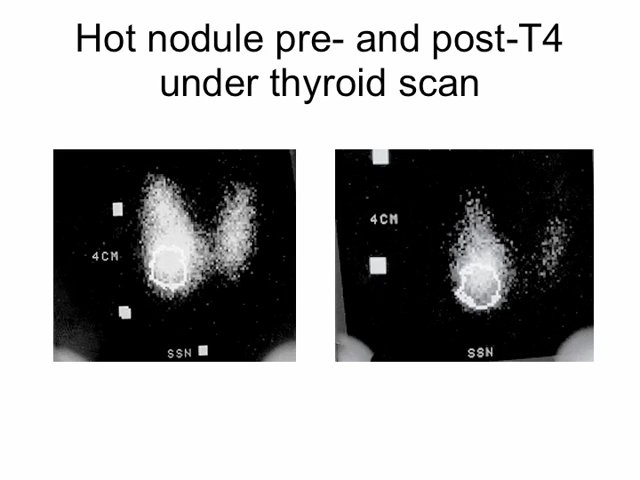 Hot nodule pre- and post-T4
under thyroid scan
4CM
SSN
4CM
SSN